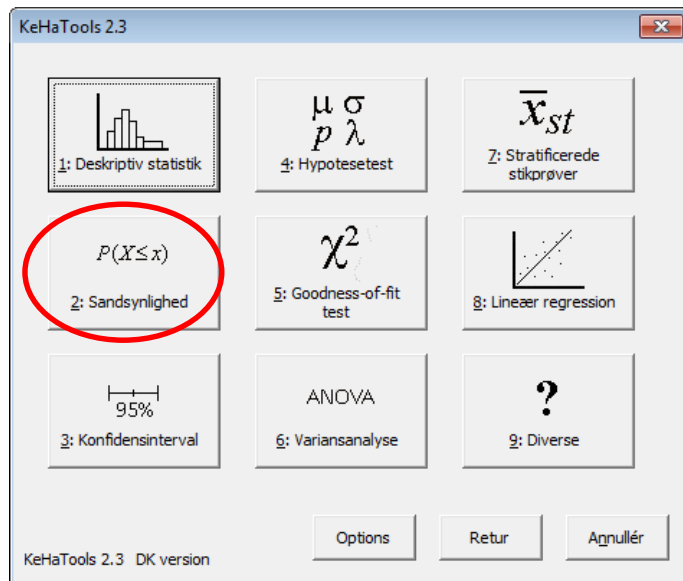 KeHaTools 2.3
1: Deskriptiv statistik
μ σ
p λ
4: Hypotesetest
x̅st
7: Stratificerede
stikprøver
P(X≤x)
2: Sandsynlighed
χ²
5: Goodness-of-fit
test
8: Lineær regression
95%
3: Konfidensinterval
ANOVA
6: Variansanalyse
?
9: Diverse
Options
Retur
Annullér
KeHaTools 2.3 DK version